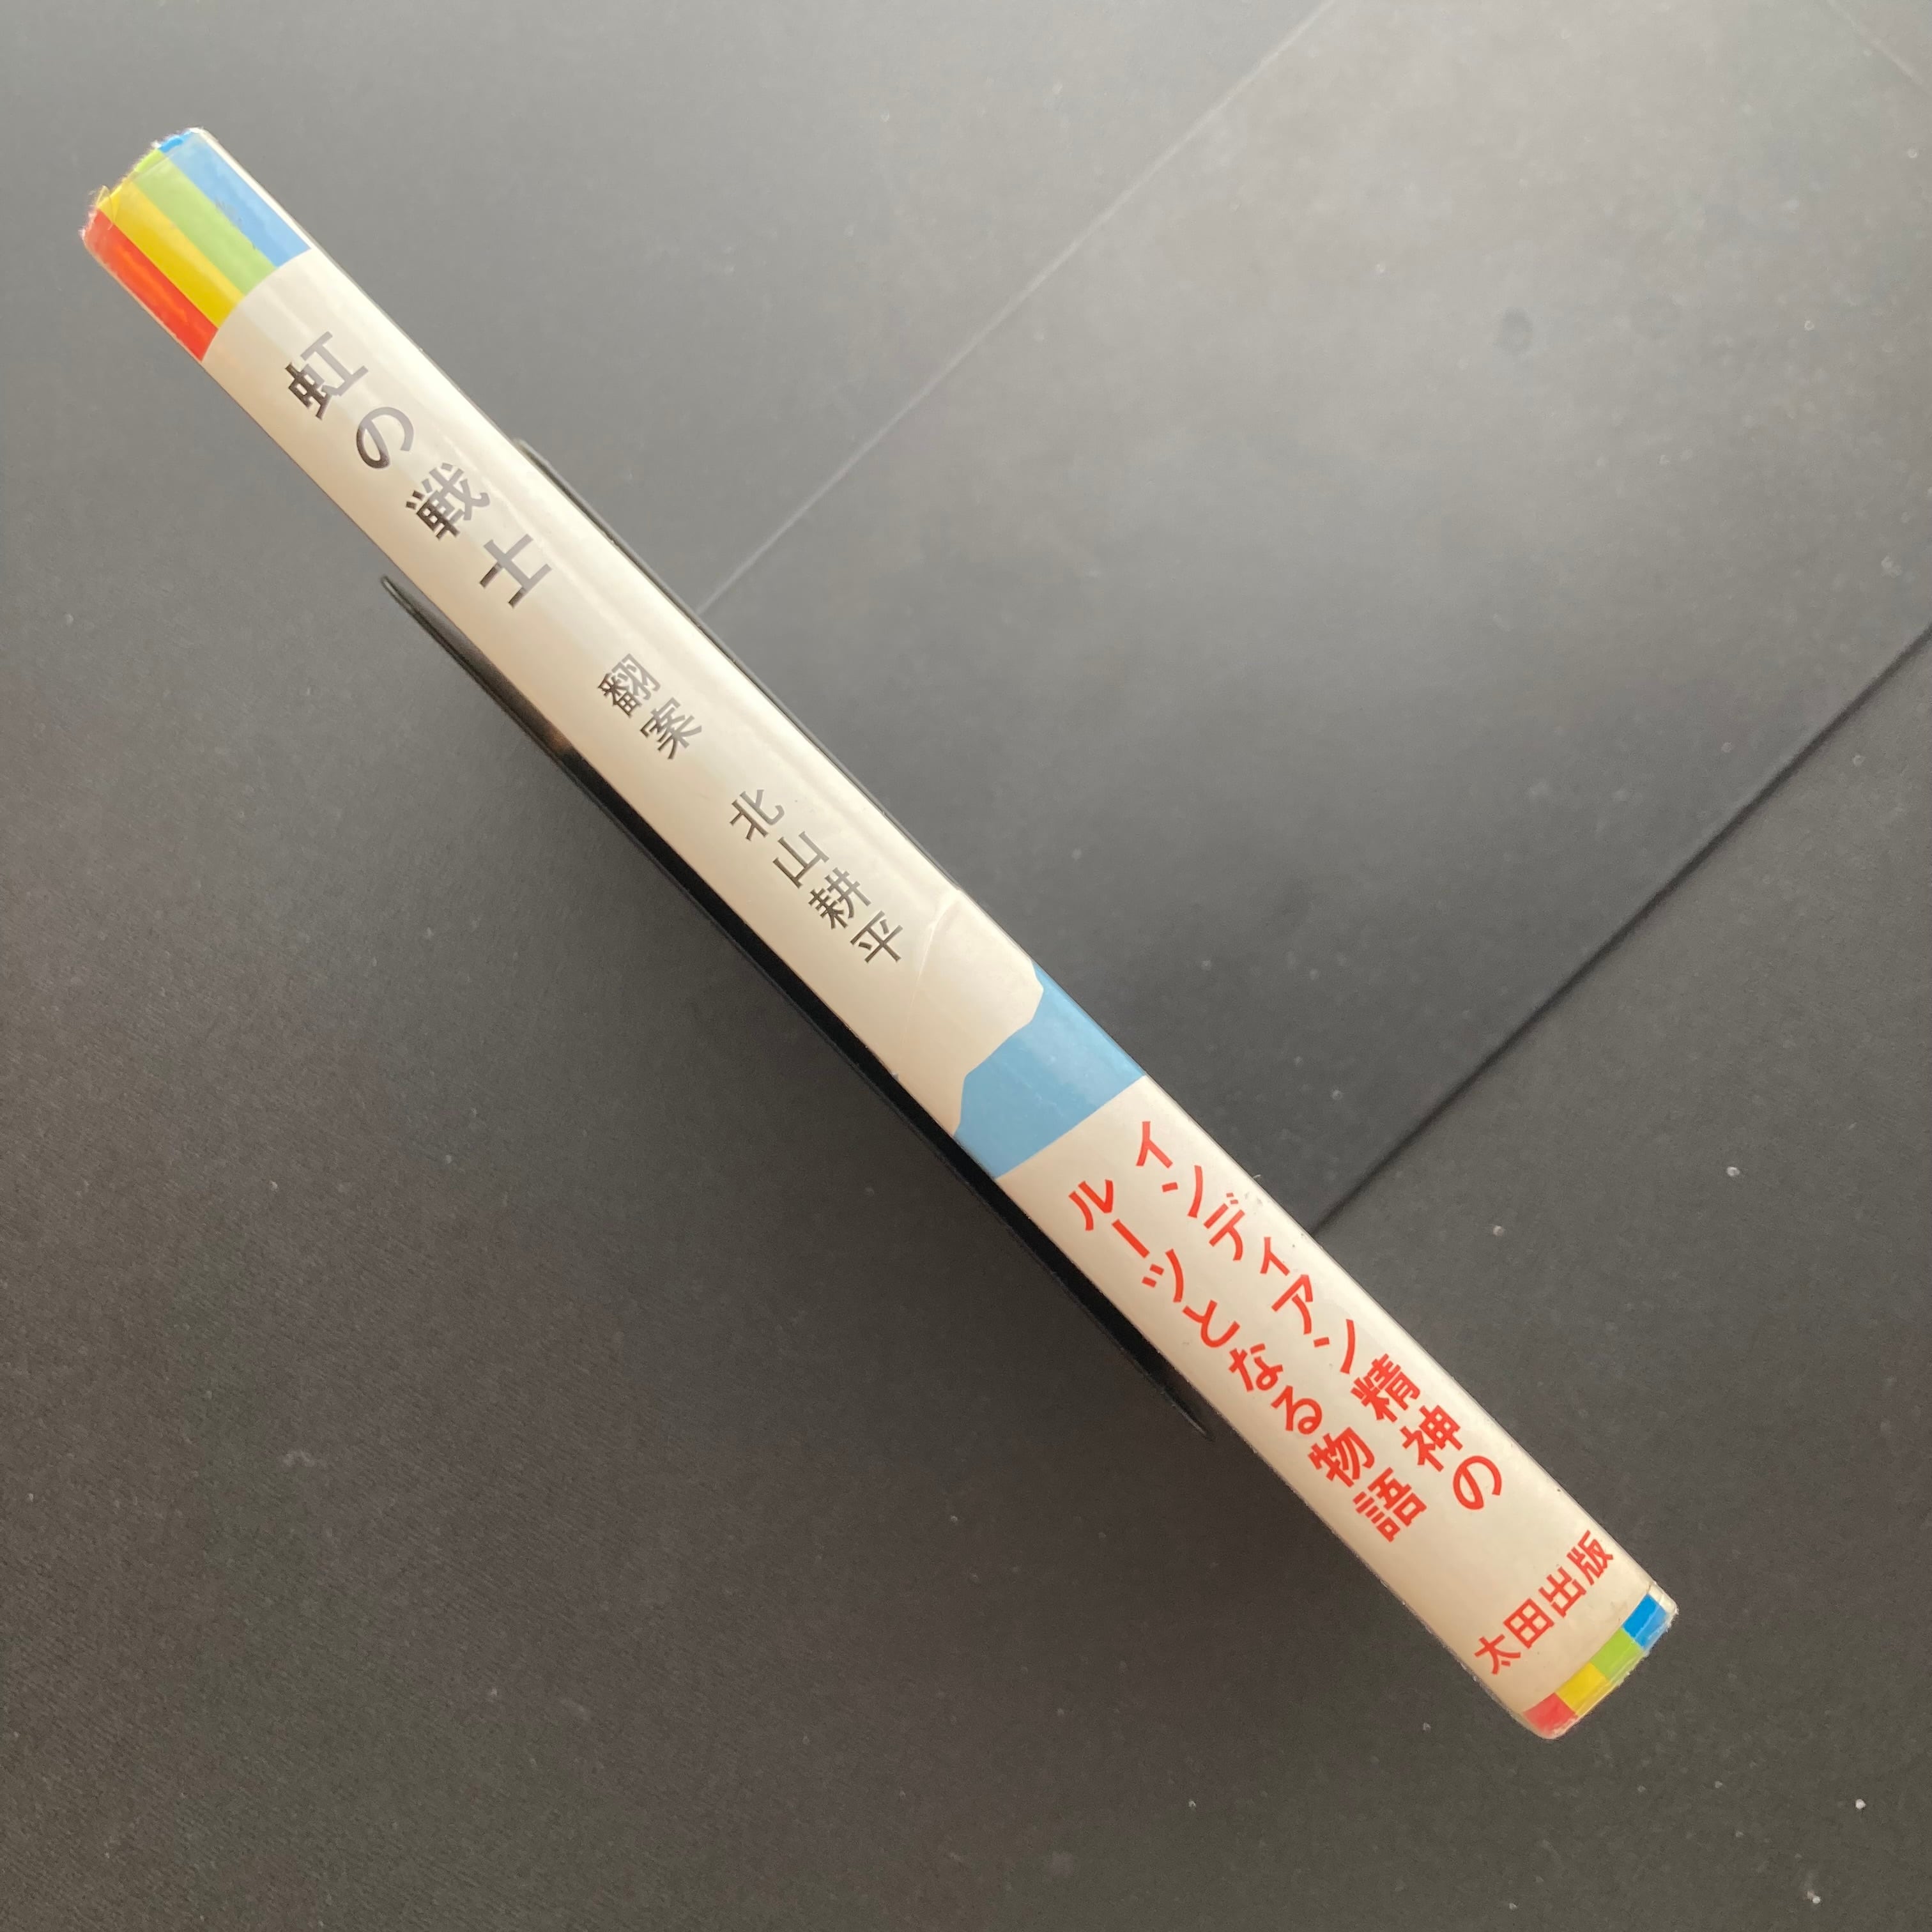 虹の戦士
翻案 北山耕平
インディアン精神の
ルーツとなる物語
太田出版